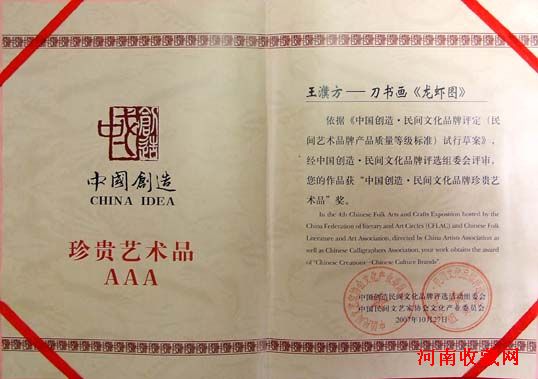 中國創造
CHINA IDEA
珍贵艺术品
AAA
王濮方——刀书画《龙虾图》
依据《中国创造·民间文化品牌评定（民
间艺术品牌产品质量等级标准）试行草案》，
经中国创造·民间文化品牌评选组委会评审，
您的作品获“中国创造·民间文化品牌珍贵艺
术品”奖。
In the 4th Chinese Folk Arts and Crafts Exposition hosted by the
China Federation of literary and Art Circles (CFLAC) and Chinese Folk
Literature and Art Association, directed by China Artists Association as
well as Chinese Calligraphers Association, your work obtains the award
of "Chinese Creations—Chinese Culture Brands".
中国创造民间文化品牌评选活动组委会
中国民间文艺家协会文化产业委员会
2007年10月27日
河南收藏网